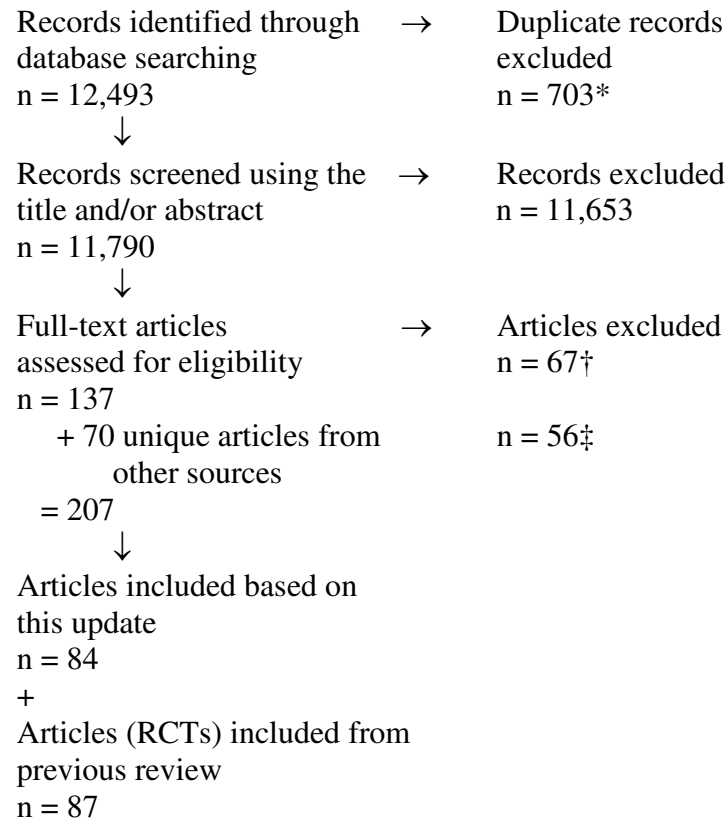 Records identified through → Duplicate records
database searching excluded
n = 12,493 n = 703*
↓
Records screened using the → Records excluded
title and/or abstract n = 11,653
n = 11,790
↓
Full-text articles → Articles excluded
assessed for eligibility n = 67†
n = 137
+ 70 unique articles from n = 56‡
other sources
= 207
↓
Articles included based on
this update
n = 84
+
Articles (RCTs) included from
previous review
n = 87